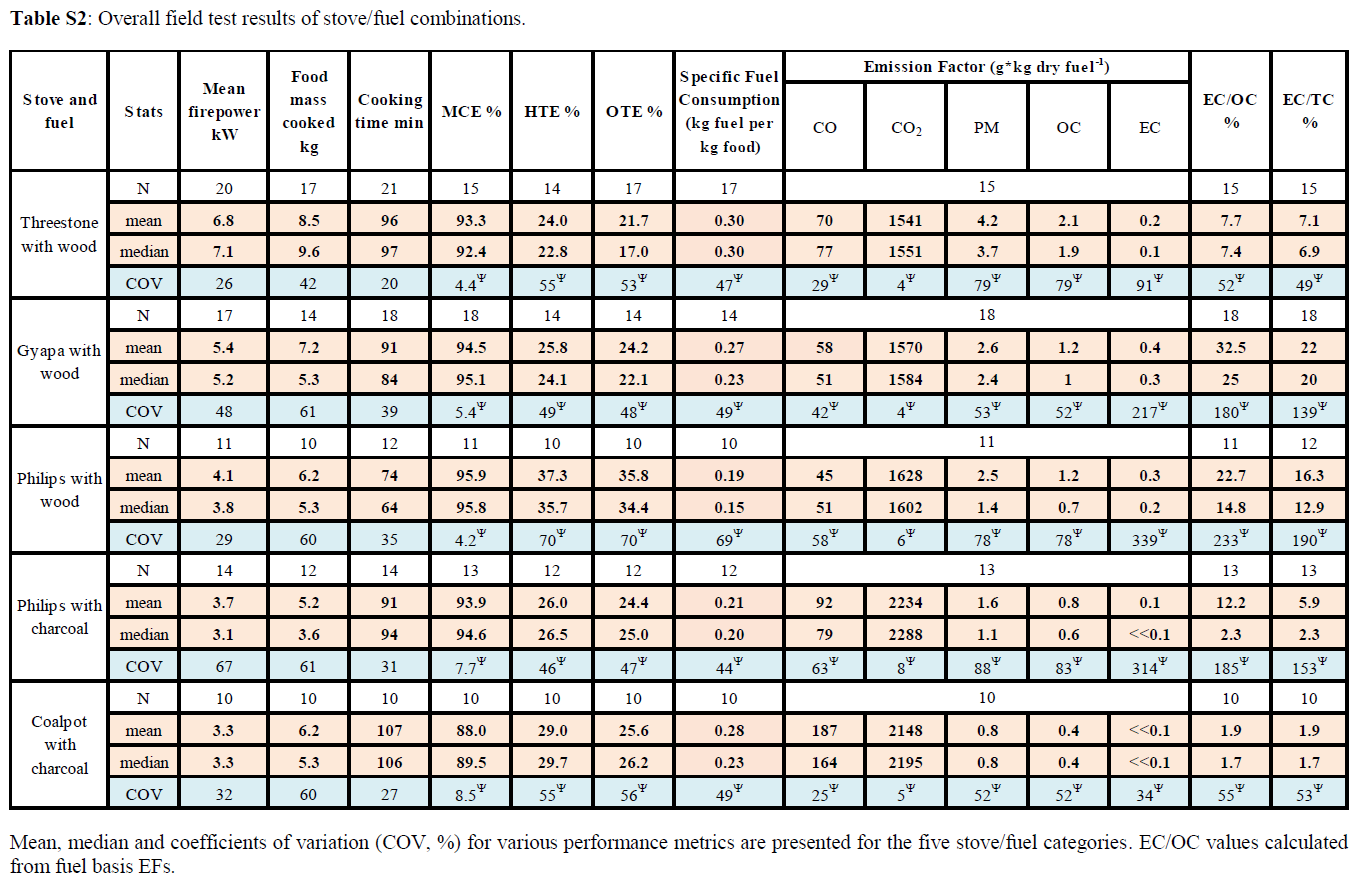 Table S2: Overall field test results of stove/fuel combinations.
Stove and fuel Stats Mean firepower kW Food mass cooked kg Cooking time min MCE % HTE % OTE % Specific Fuel Consumption (kg fuel per kg food) Emission Factor (g*kg dry fuel⁻¹) EC/OC % EC/TC %
CO CO₂ PM OC EC
Threestone with wood
N 20 17 21 15 14 17 17 15 15 15
mean 6.8 8.5 96 93.3 24.0 21.7 0.30 70 1541 4.2 2.1 0.2 7.7 7.1
median 7.1 9.6 97 92.4 22.8 17.0 0.30 77 1551 3.7 1.9 0.1 7.4 6.9
COV 26 42 20 4.4Ψ 55Ψ 53Ψ 47Ψ 29Ψ 4Ψ 79Ψ 79Ψ 91Ψ 52Ψ 49Ψ
Gyapa with wood
N 17 14 18 18 14 14 14 18 18 18
mean 5.4 7.2 91 94.5 25.8 24.2 0.27 58 1570 2.6 1.2 0.4 32.5 22
median 5.2 5.3 84 95.1 24.1 22.1 0.23 51 1584 2.4 1 0.3 25 20
COV 48 61 39 5.4Ψ 49Ψ 48Ψ 49Ψ 42Ψ 4Ψ 53Ψ 52Ψ 217Ψ 180Ψ 139Ψ
Philips with wood
N 11 10 12 11 10 10 10 11 11 12
mean 4.1 6.2 74 95.9 37.3 35.8 0.19 45 1628 2.5 1.2 0.3 22.7 16.3
median 3.8 5.3 64 95.8 35.7 34.4 0.15 51 1602 1.4 0.7 0.2 14.8 12.9
COV 29 60 35 4.2Ψ 70Ψ 70Ψ 69Ψ 58Ψ 6Ψ 78Ψ 78Ψ 339Ψ 233Ψ 190Ψ
Philips with charcoal
N 14 12 14 13 12 12 12 13 13 13
mean 3.7 5.2 91 93.9 26.0 24.4 0.21 92 2234 1.6 0.8 0.1 12.2 5.9
median 3.1 3.6 94 94.6 26.5 25.0 0.20 79 2288 1.1 0.6 <<0.1 2.3 2.3
COV 67 61 31 7.7Ψ 46Ψ 47Ψ 44Ψ 63Ψ 8Ψ 88Ψ 83Ψ 314Ψ 185Ψ 153Ψ
Coalpot with charcoal
N 10 10 10 10 10 10 10 10 10 10
mean 3.3 6.2 107 88.0 29.0 25.6 0.28 187 2148 0.8 0.4 <<0.1 1.9 1.9
median 3.3 5.3 106 89.5 29.7 26.2 0.23 164 2195 0.8 0.4 <<0.1 1.7 1.7
COV 32 60 27 8.5Ψ 55Ψ 56Ψ 49Ψ 25Ψ 5Ψ 52Ψ 52Ψ 34Ψ 55Ψ 53Ψ
Mean, median and coefficients of variation (COV, %) for various performance metrics are presented for the five stove/fuel categories. EC/OC values calculated
from fuel basis EFs.